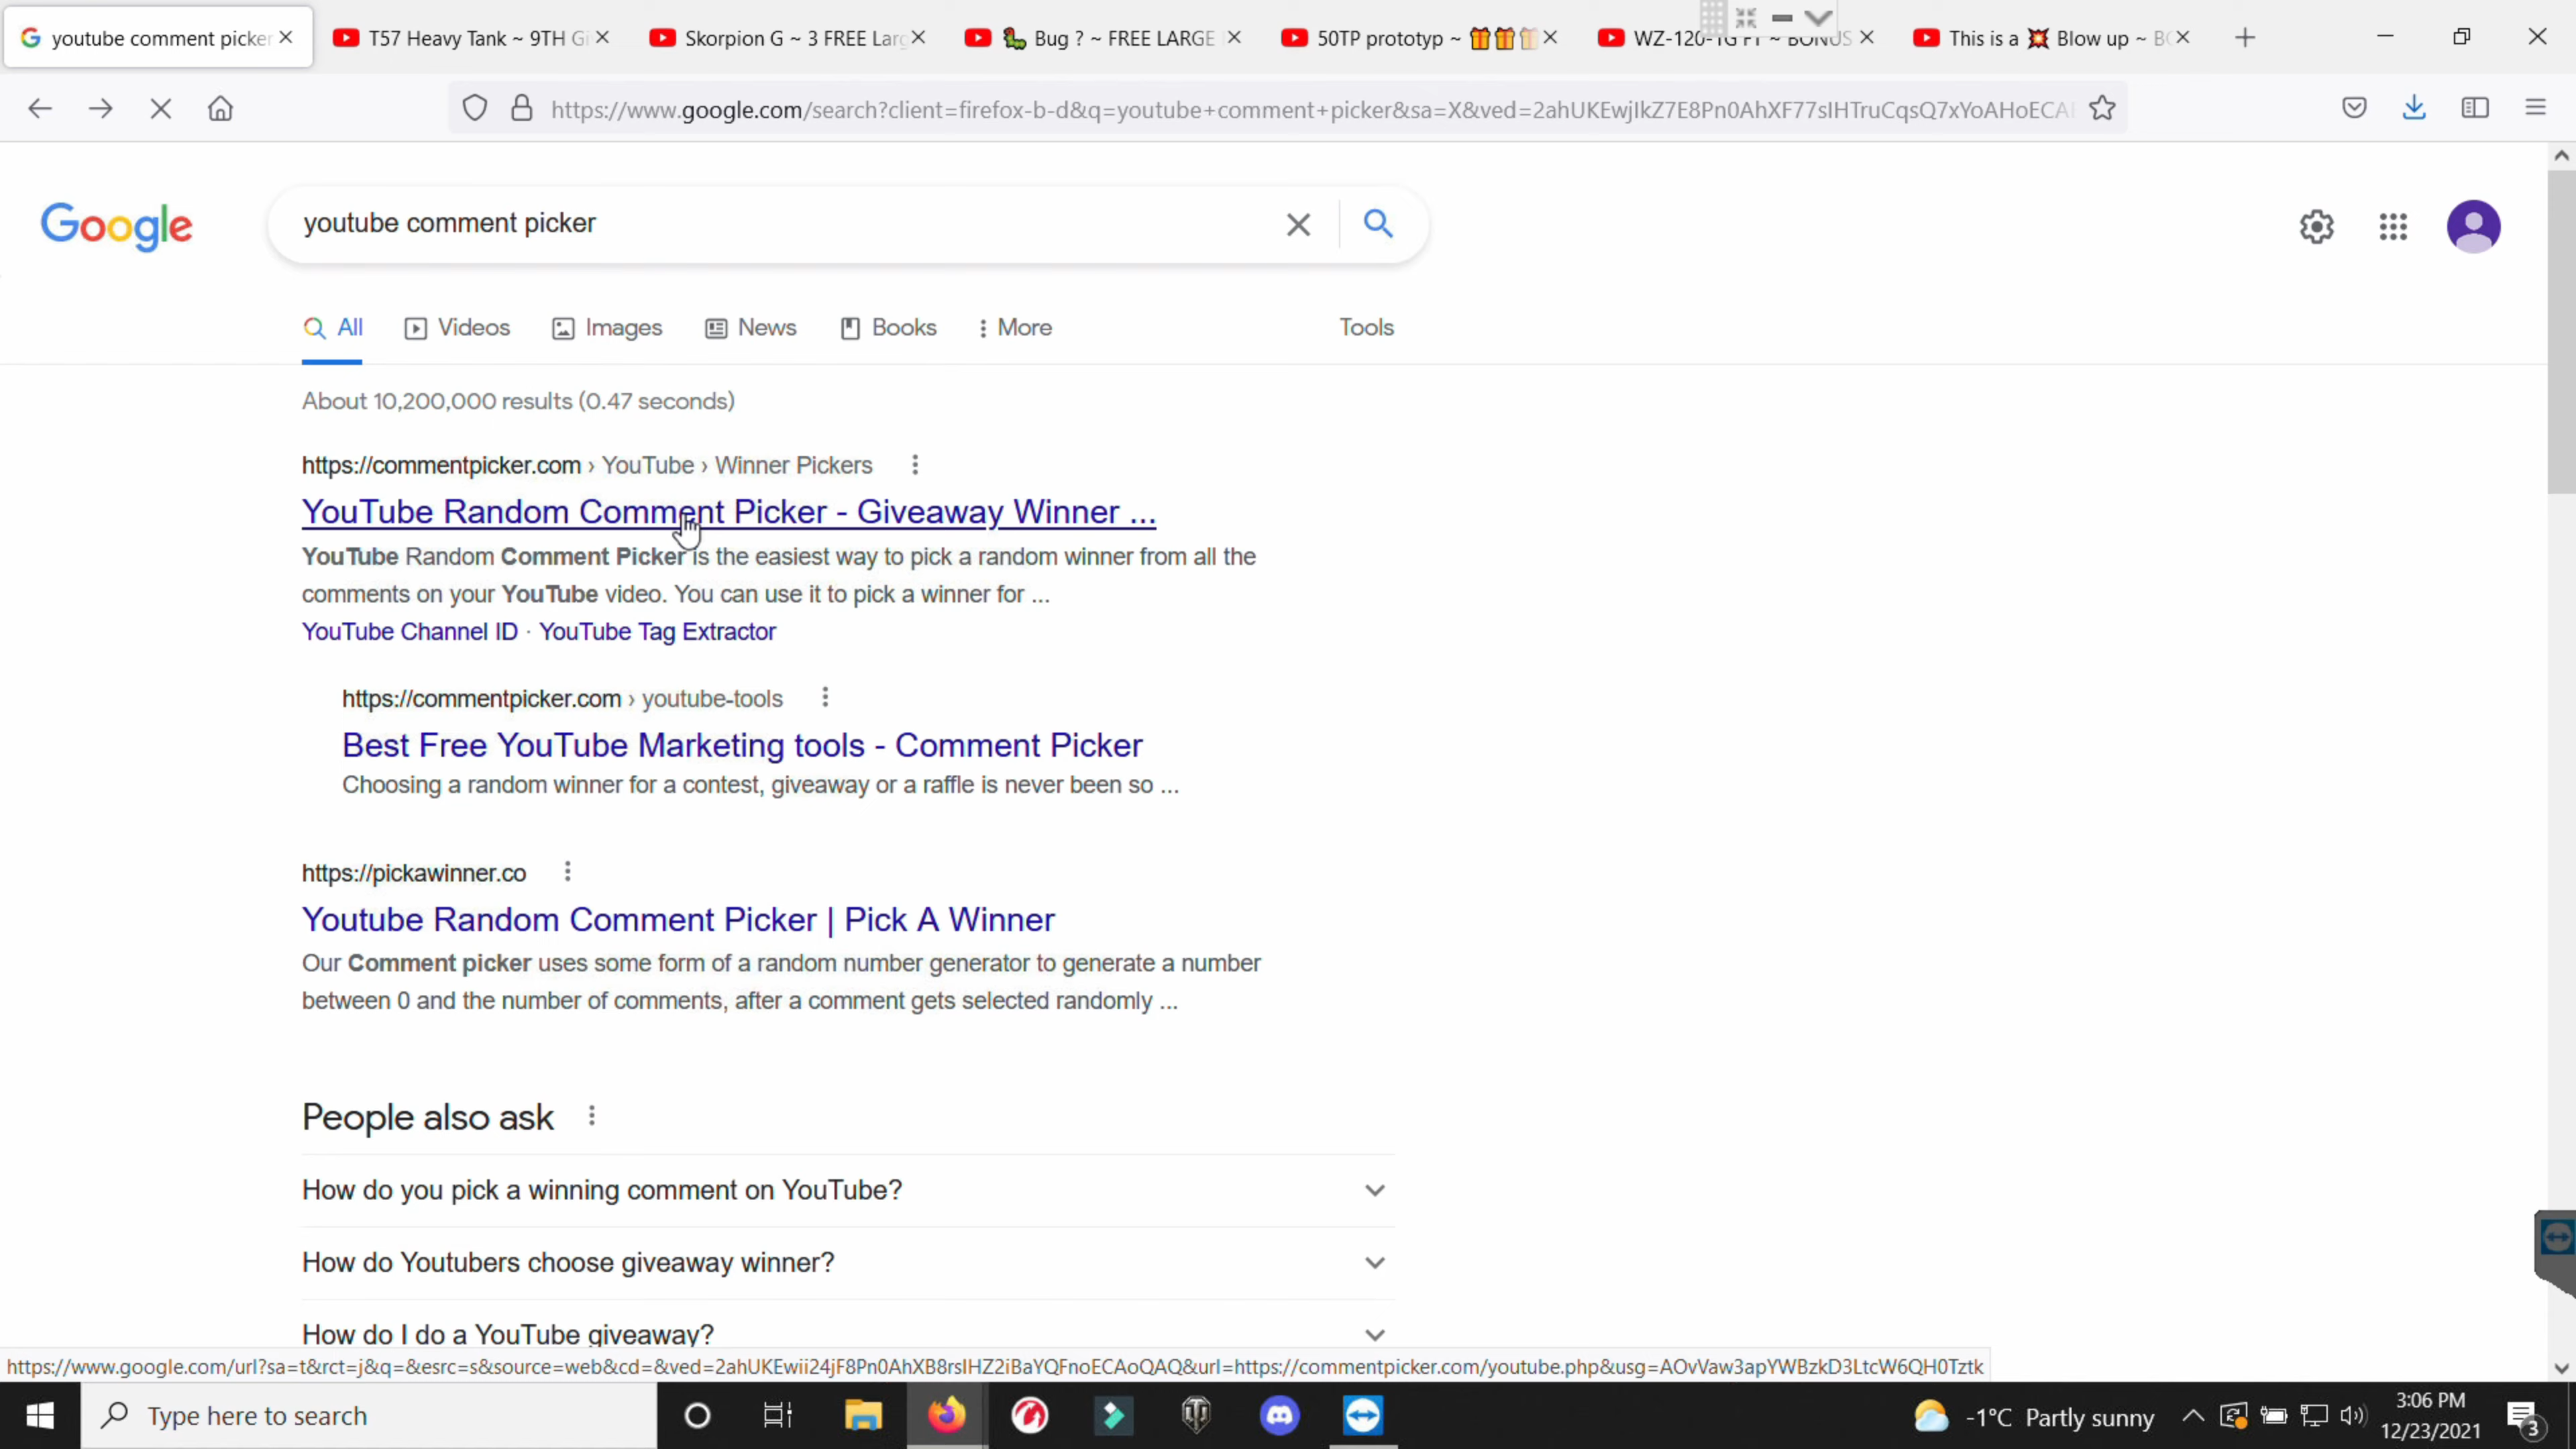 youtube comment picker
T57 Heavy Tank ~ 9TH Gi
Skorpion G ~ 3 FREE Larg
🐛 Bug ? ~ FREE LARGE
50TP prototyp ~ 🎁🎁🎁
WZ-120-1G FT ~ BONUS
This is a 💥 Blow up ~ BO
https://www.google.com/search?client=firefox-b-d&q=youtube+comment+picker&sa=X&ved=2ahUKEwjIkZ7E8Pn0AhXF77sIHTruCqsQ7xYoAHoECA
Google
youtube comment picker
All Videos Images News Books More Tools
About 10,200,000 results (0.47 seconds)
https://commentpicker.com › YouTube › Winner Pickers
YouTube Random Comment Picker - Giveaway Winner ...
YouTube Random Comment Picker is the easiest way to pick a random winner from all the
comments on your YouTube video. You can use it to pick a winner for ...
YouTube Channel ID · YouTube Tag Extractor
https://commentpicker.com › youtube-tools
Best Free YouTube Marketing tools - Comment Picker
Choosing a random winner for a contest, giveaway or a raffle is never been so ...
https://pickawinner.co
Youtube Random Comment Picker | Pick A Winner
Our Comment picker uses some form of a random number generator to generate a number
between 0 and the number of comments, after a comment gets selected randomly ...
People also ask
How do you pick a winning comment on YouTube?
How do Youtubers choose giveaway winner?
How do I do a YouTube giveaway?
https://www.google.com/url?sa=t&rct=j&q=&esrc=s&source=web&cd=&ved=2ahUKEwii24jF8Pn0AhXB8rsIHZ2iBaYQFnoECAoQAQ&url=https://commentpicker.com/youtube.php&usg=AOvVaw3apYWBzkD3LtcW6QH0Tztk
Type here to search
-1°C Partly sunny
3:06 PM
12/23/2021
3